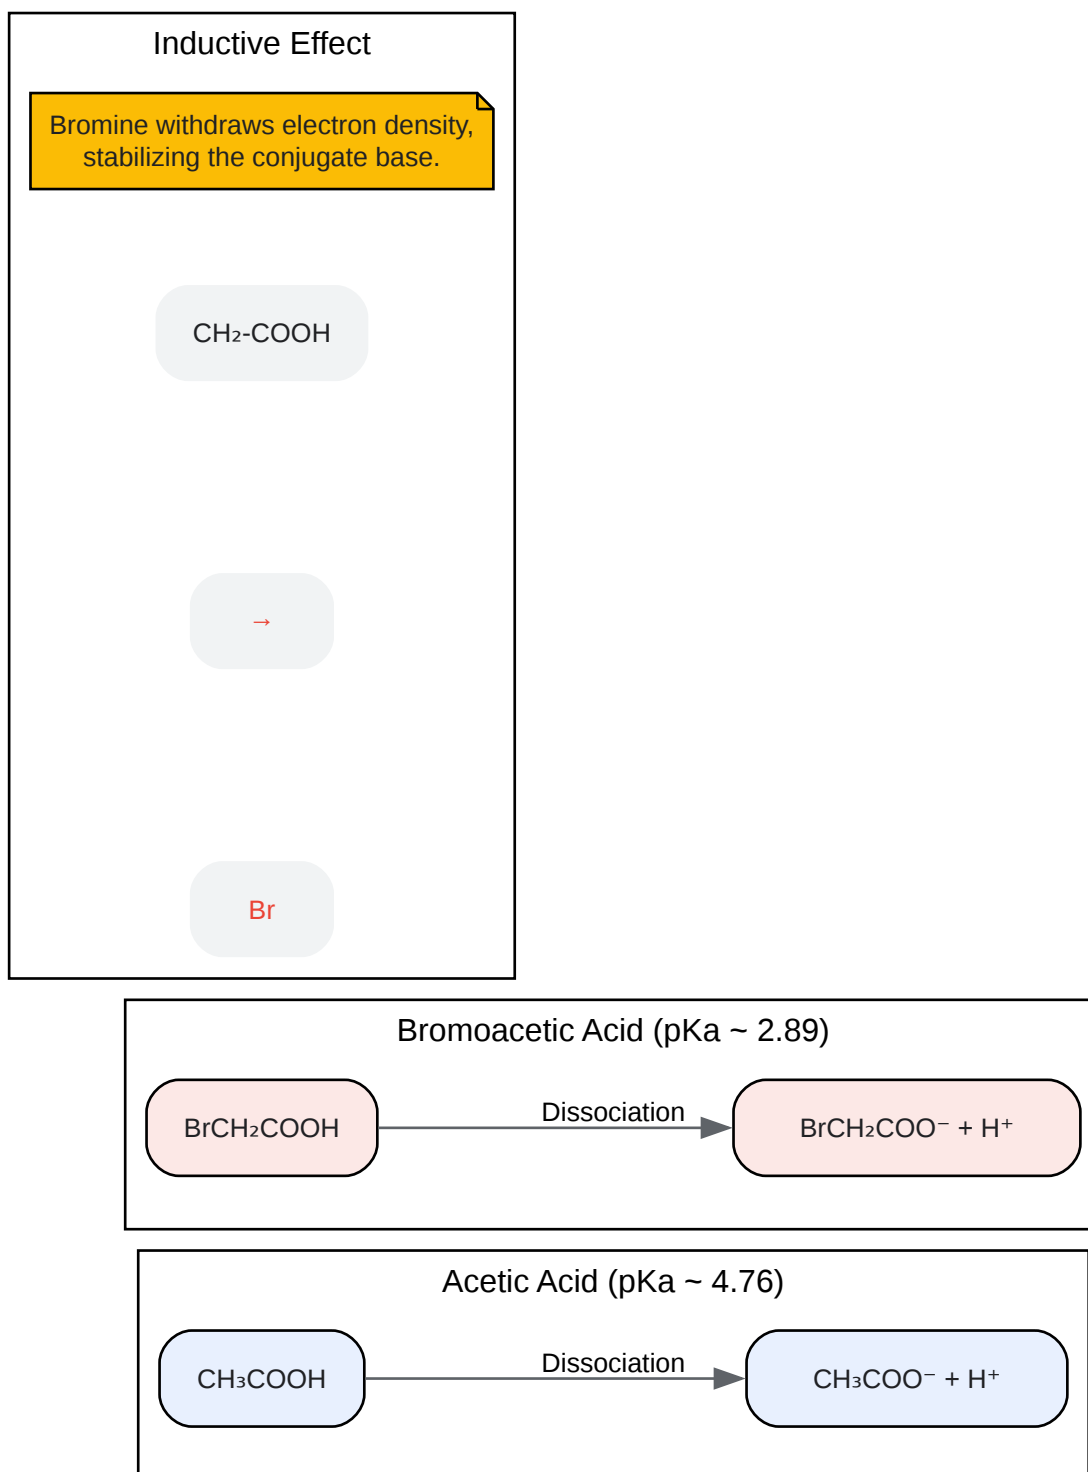 Inductive Effect
Bromine withdraws electron density,
stabilizing the conjugate base.
CH₂-COOH
→
Br
Bromoacetic Acid (pKa ~ 2.89)
BrCH₂COOH
Dissociation
BrCH₂COO⁻ + H⁺
Acetic Acid (pKa ~ 4.76)
CH₃COOH
Dissociation
CH₃COO⁻ + H⁺